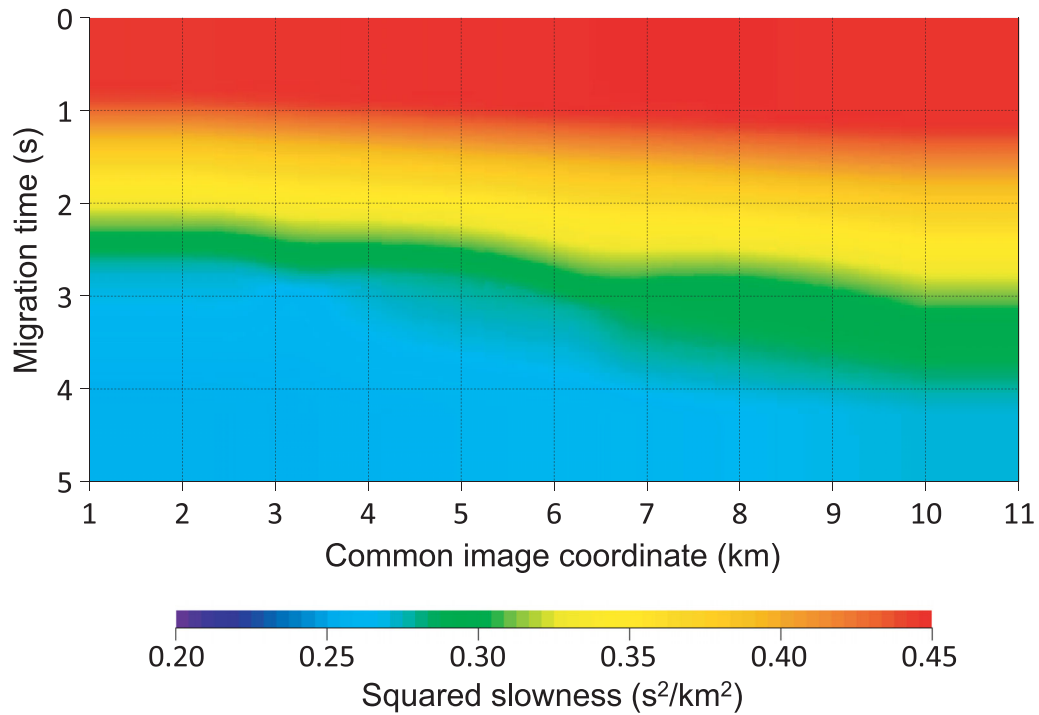 0
1
2
3
4
5
Migration time (s)
1 2 3 4 5 6 7 8 9 10 11
Common image coordinate (km)
0.20 0.25 0.30 0.35 0.40 0.45
Squared slowness (s²/km²)